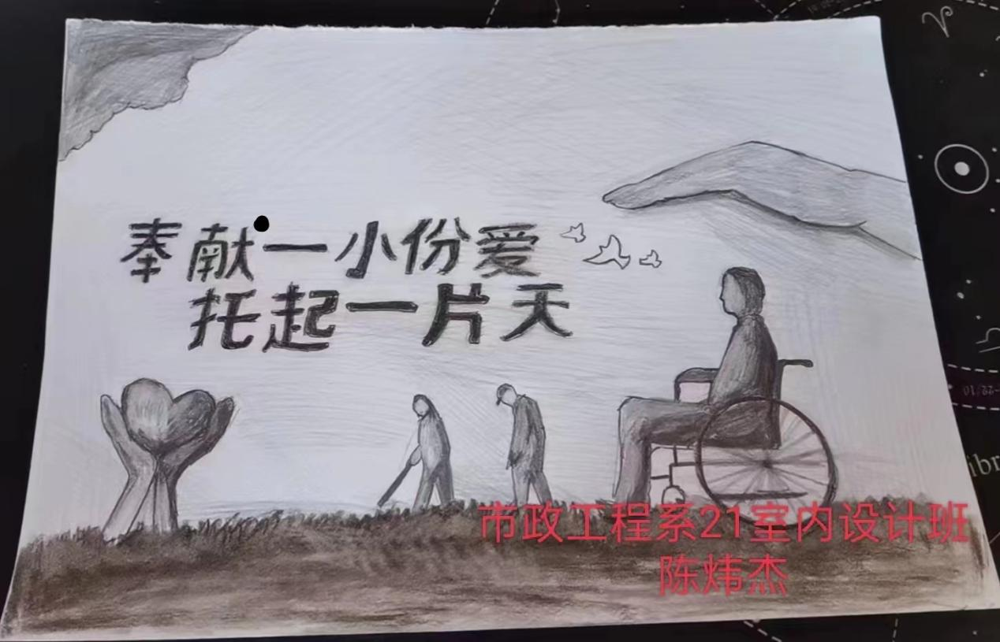 奉献一小份爱
托起一片天
市政工程系21室内设计班
陈炜杰